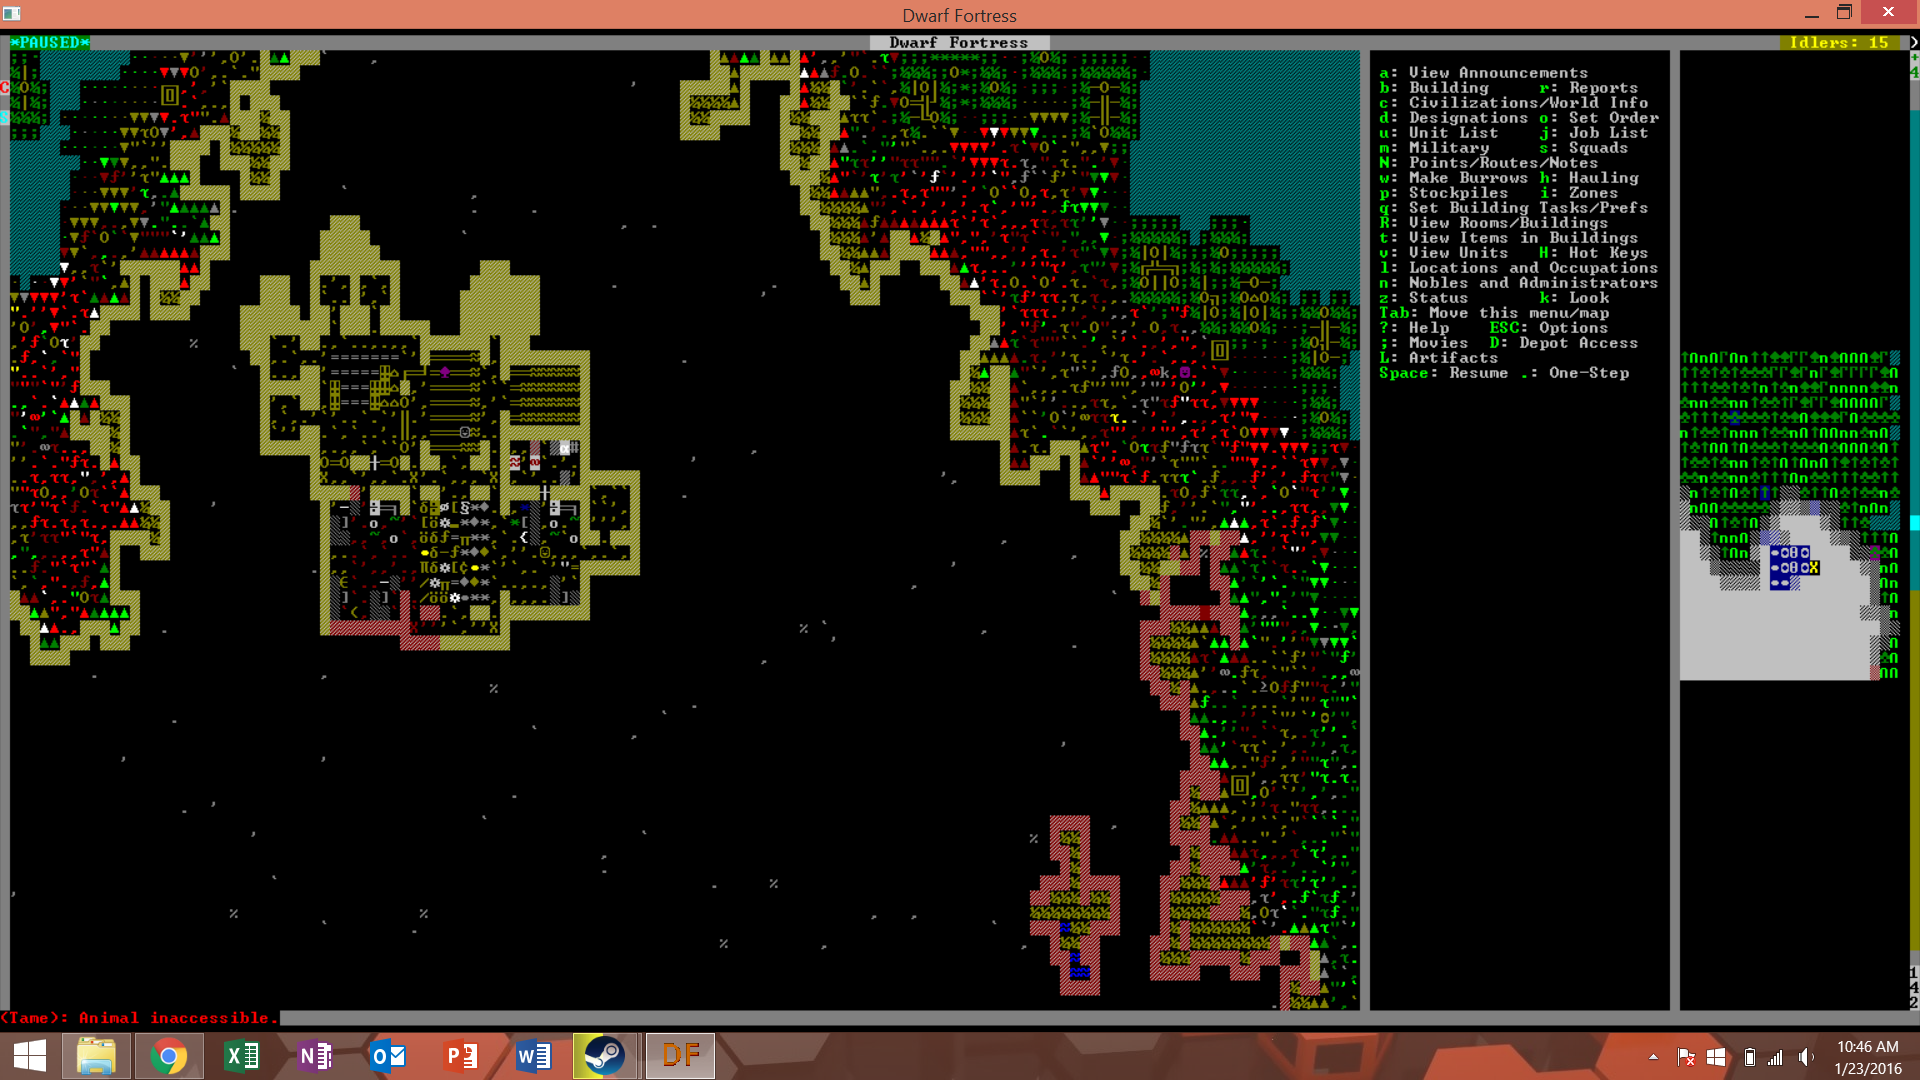 Dwarf Fortress
*PAUSED*
Dwarf Fortress
Idlers: 15
a: View Announcements
b: Building r: Reports
c: Civilizations/World Info
d: Designations o: Set Order
u: Unit List j: Job List
m: Military s: Squads
N: Points/Routes/Notes
w: Make Burrows h: Hauling
p: Stockpiles i: Zones
q: Set Building Tasks/Prefs
R: View Rooms/Buildings
t: View Items in Buildings
v: View Units H: Hot Keys
l: Locations and Occupations
n: Nobles and Administrators
z: Status k: Look
Tab: Move this menu/map
?: Help ESC: Options
;: Movies D: Depot Access
L: Artifacts
Space: Resume .: One-Step
(Tame): Animal inaccessible.
DF
10:46 AM
1/23/2016